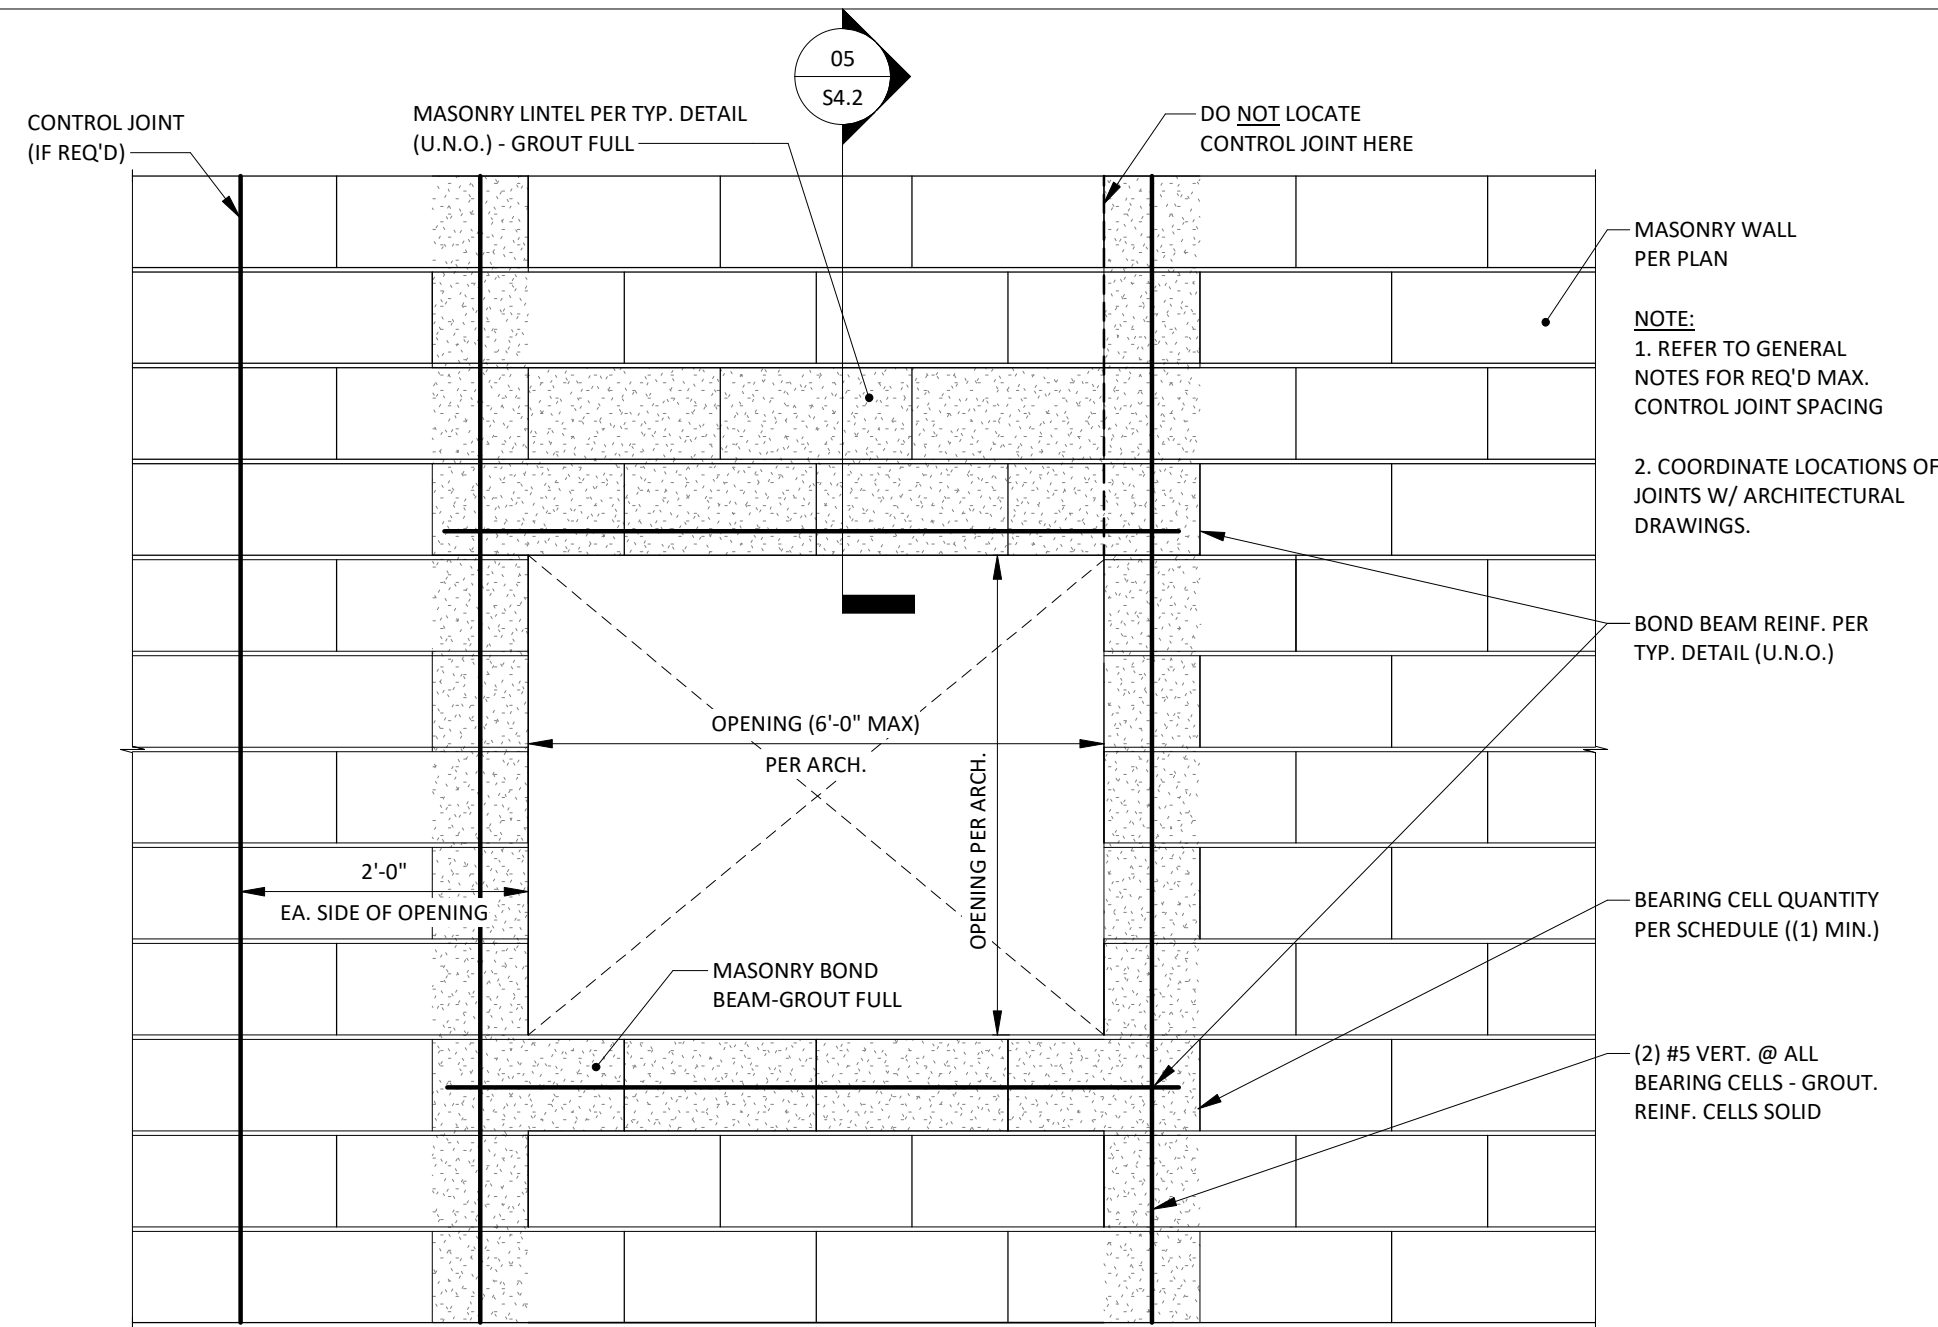 05
S4.2
CONTROL JOINT
(IF REQ'D)
MASONRY LINTEL PER TYP. DETAIL
(U.N.O.) - GROUT FULL
DO NOT LOCATE
CONTROL JOINT HERE
MASONRY WALL
PER PLAN
NOTE:
1. REFER TO GENERAL
NOTES FOR REQ'D MAX.
CONTROL JOINT SPACING
2. COORDINATE LOCATIONS OF
JOINTS W/ ARCHITECTURAL
DRAWINGS.
BOND BEAM REINF. PER
TYP. DETAIL (U.N.O.)
OPENING (6'-0" MAX)
PER ARCH.
OPENING PER ARCH.
2'-0"
EA. SIDE OF OPENING
MASONRY BOND
BEAM-GROUT FULL
BEARING CELL QUANTITY
PER SCHEDULE ((1) MIN.)
(2) #5 VERT. @ ALL
BEARING CELLS - GROUT.
REINF. CELLS SOLID